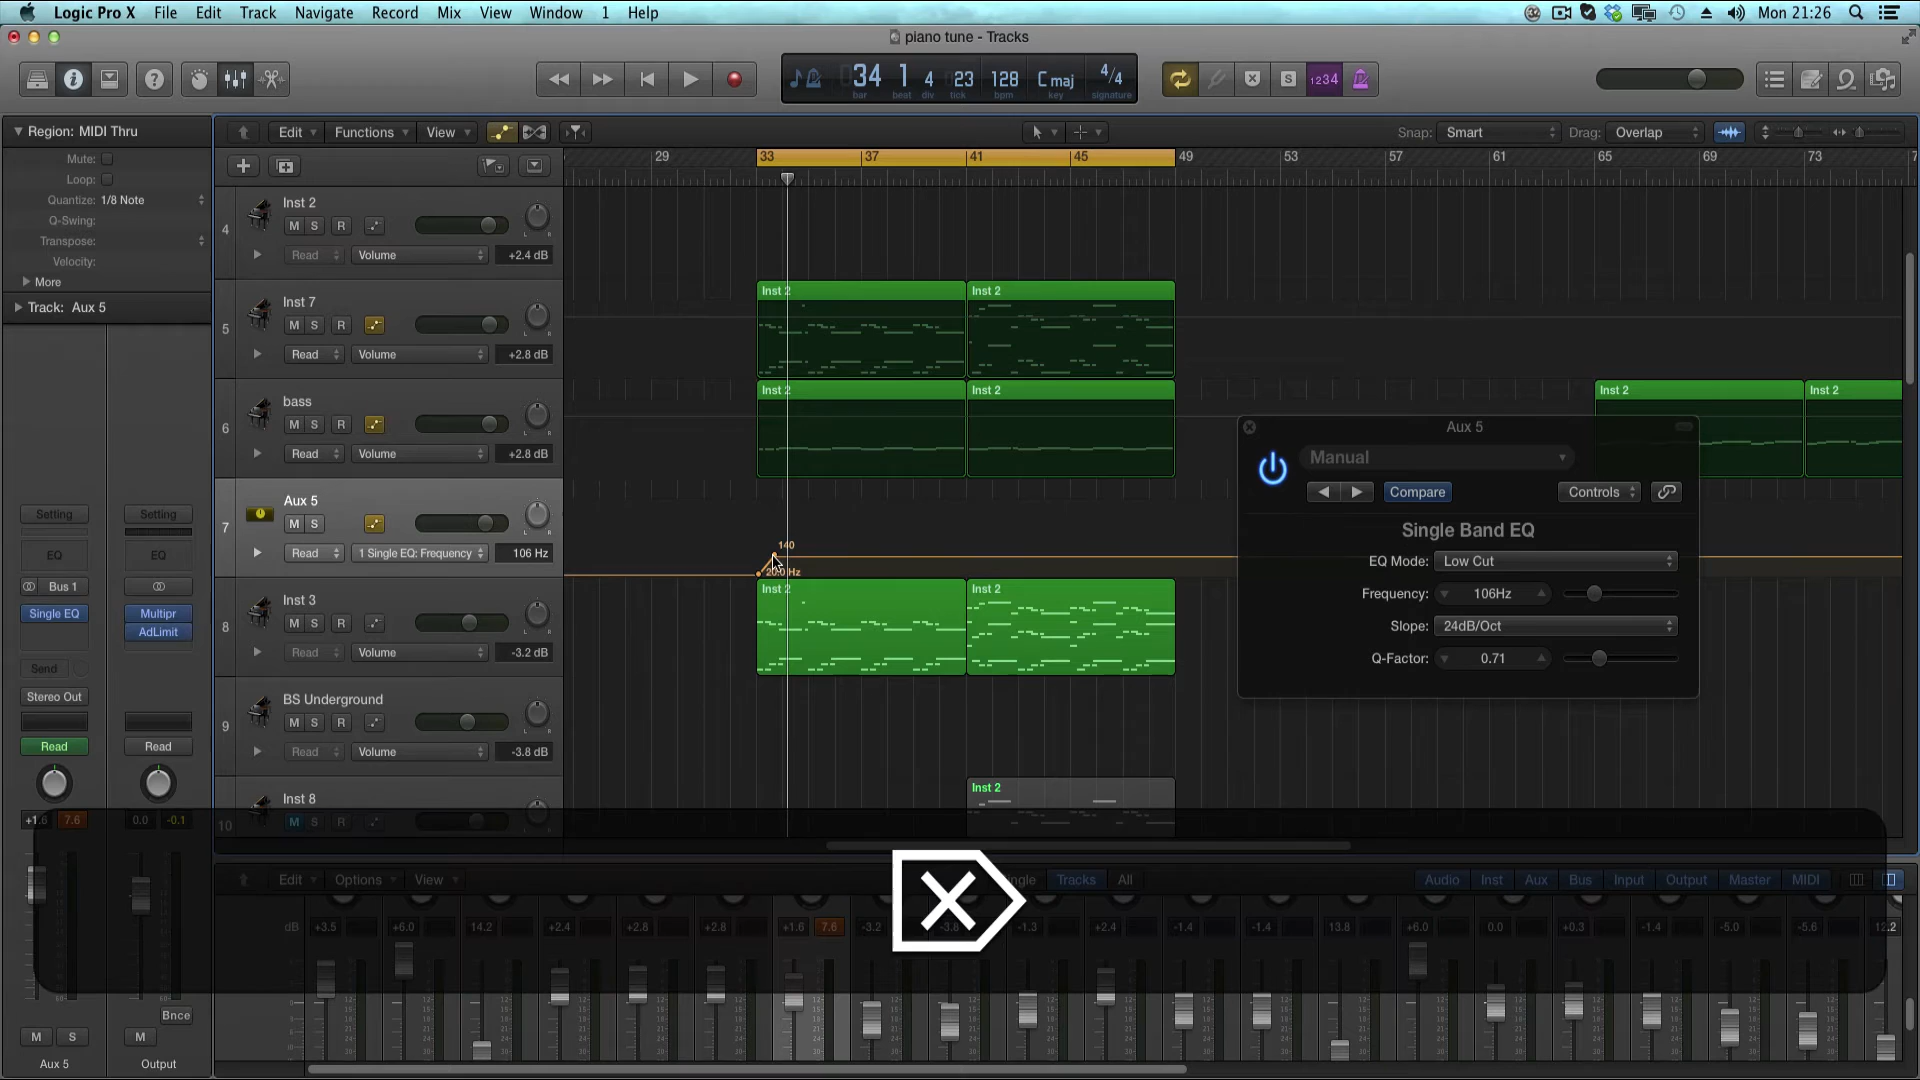 Logic Pro X File Edit Track Navigate Record Mix View Window 1 Help Mon 21:26
piano tune - Tracks
34 1 4 23 128 C maj 4/4
bar beat div tick bpm key signature
S 1234
Region: MIDI Thru
Edit Functions View Snap: Smart Drag: Overlap
Mute:
Loop:
Quantize: 1/8 Note
Q-Swing:
Transpose:
Velocity:
More
Track: Aux 5
29 33 37 41 45 49 53 57 61 65 69 73
4 Inst 2
M S R
Read Volume +2.4 dB
5 Inst 7
M S R
Read Volume +2.8 dB
Inst 2 Inst 2
6 bass
M S R
Read Volume +2.8 dB
Inst 2 Inst 2 Inst 2 Inst 2
7 Aux 5
M S
Read 1 Single EQ: Frequency 106 Hz
140
20.0 Hz
8 Inst 3
M S R
Read Volume -3.2 dB
Inst 2 Inst 2
9 BS Underground
M S R
Read Volume -3.8 dB
10 Inst 8
M S R
Inst 2
Aux 5
Manual
Compare Controls
Single Band EQ
EQ Mode: Low Cut
Frequency: 106Hz
Slope: 24dB/Oct
Q-Factor: 0.71
Setting Setting
EQ EQ
Bus 1
Single EQ Multipr
AdLimit
Send
Stereo Out
Read Read
7.6 0.0 -0.1
Bnce
M S M
Aux 5 Output
Edit Options View Tracks All Audio Inst Aux Bus Input Output Master MIDI
dB +3.5 +6.0 14.2 +2.4 +2.8 +2.8 +1.6 7.6 -3.2 -3.8 -1.3 +2.4 -1.4 -1.4 13.8 +6.0 0.0 +0.3 -1.4 -5.0 -5.6 12.2